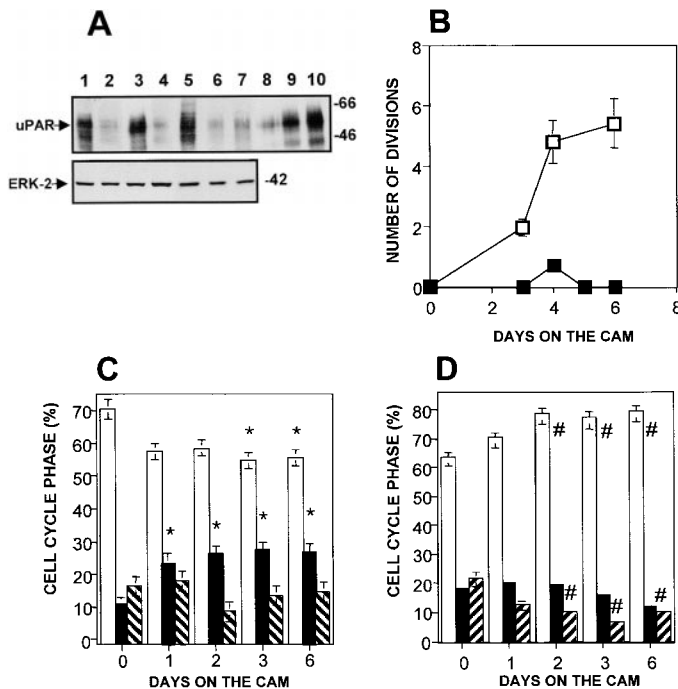 A
1 2 3 4 5 6 7 8 9 10
uPAR
-66
-46
ERK-2
-42
B
NUMBER OF DIVISIONS
8
6
4
2
0
0 2 4 6 8
DAYS ON THE CAM
C
CELL CYCLE PHASE (%)
70
60
50
40
30
20
10
0
* * * * * *
0 1 2 3 6
DAYS ON THE CAM
D
CELL CYCLE PHASE (%)
80
70
60
50
40
30
20
10
0
# # # # # #
0 1 2 3 6
DAYS ON THE CAM